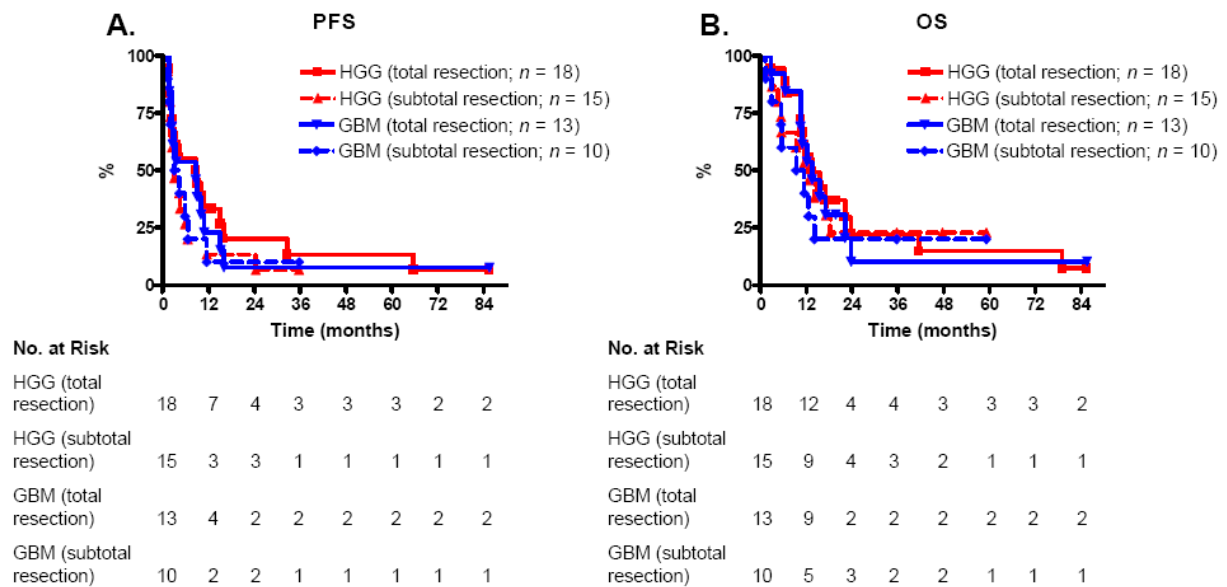 A. PFS
100
75
50
25
0
%
HGG (total resection; n = 18)
HGG (subtotal resection; n = 15)
GBM (total resection; n = 13)
GBM (subtotal resection; n = 10)
0 12 24 36 48 60 72 84
Time (months)
No. at Risk
HGG (total
resection) 18 7 4 3 3 3 2 2
HGG (subtotal
resection) 15 3 3 1 1 1 1 1
GBM (total
resection) 13 4 2 2 2 2 2 2
GBM (subtotal
resection) 10 2 2 1 1 1 1 1
B. OS
100
75
50
25
0
%
HGG (total resection; n = 18)
HGG (subtotal resection; n = 15)
GBM (total resection; n = 13)
GBM (subtotal resection; n = 10)
0 12 24 36 48 60 72 84
Time (months)
No. at Risk
HGG (total
resection) 18 12 4 4 3 3 3 2
HGG (subtotal
resection) 15 9 4 3 2 1 1 1
GBM (total
resection) 13 9 2 2 2 2 2 2
GBM (subtotal
resection) 10 5 3 2 2 1 1 1